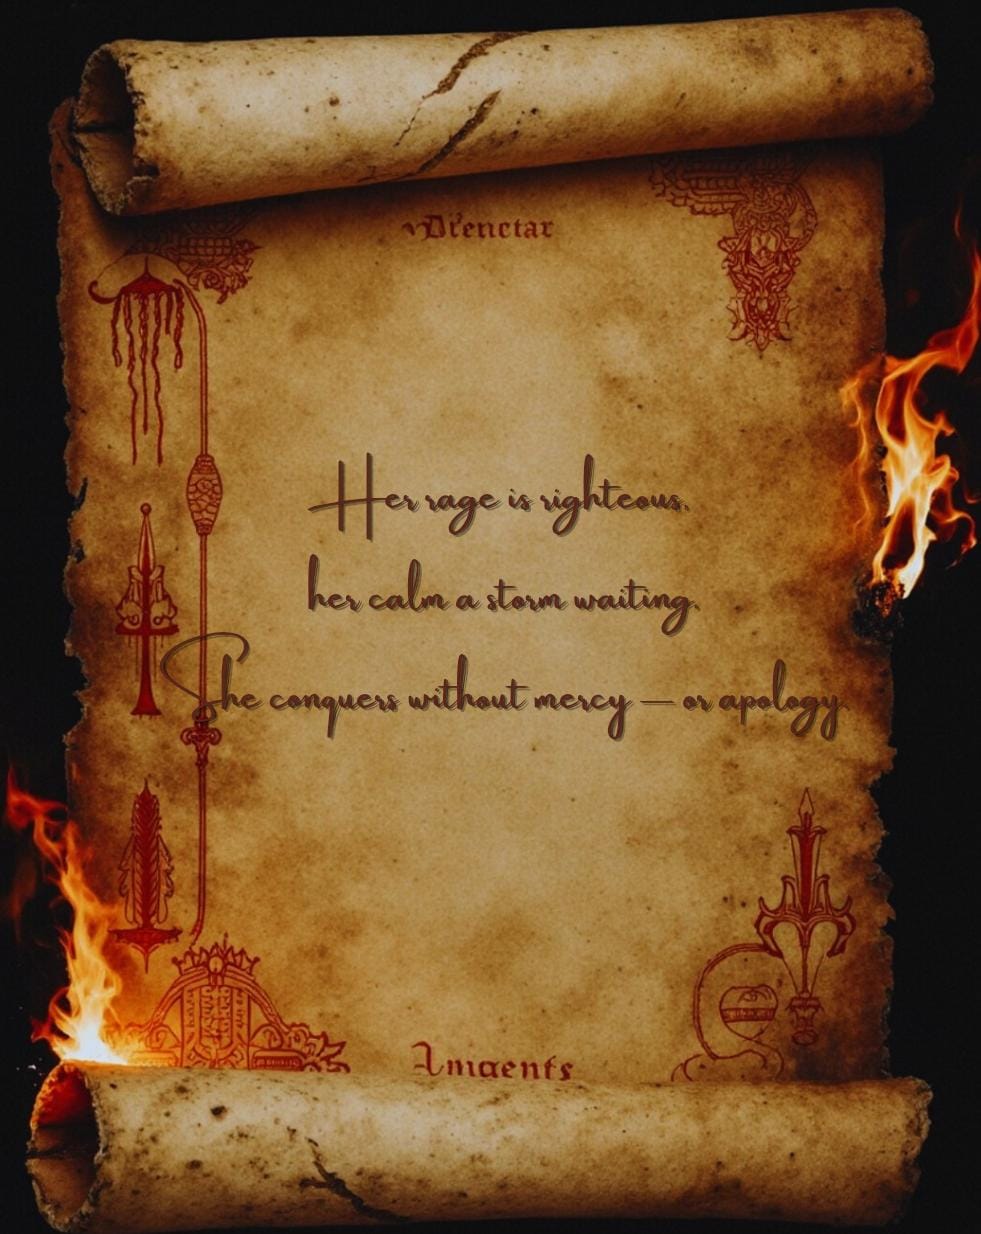 Drenctar
Her rage is righteous.
her calm a storm waiting.
She conquers without mercy — or apology.
Amgents